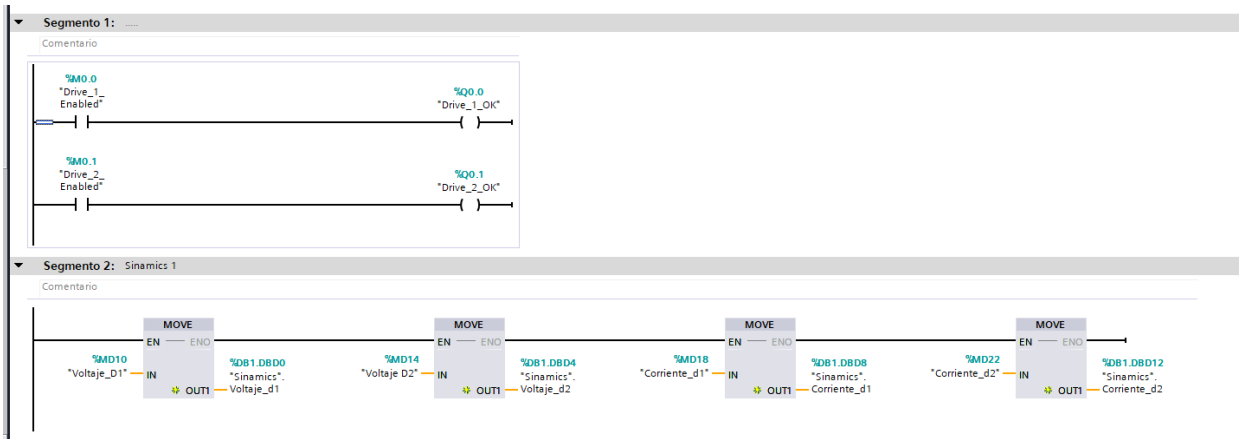 Segmento 1: .....
Comentario
%M0.0
"Drive_1_
Enabled"
%Q0.0
"Drive_1_OK"
%M0.1
"Drive_2_
Enabled"
%Q0.1
"Drive_2_OK"
Segmento 2: Sinamics 1
Comentario
MOVE
EN ENO
%MD10
"Voltaje_D1"
IN
OUT1
%DB1.DBD0
"Sinamics".
Voltaje_d1
MOVE
EN ENO
%MD14
"Voltaje D2"
IN
OUT1
%DB1.DBD4
"Sinamics".
Voltaje_d2
MOVE
EN ENO
%MD18
"Corriente_d1"
IN
OUT1
%DB1.DBD8
"Sinamics".
Corriente_d1
MOVE
EN ENO
%MD22
"Corriente_d2"
IN
OUT1
%DB1.DBD12
"Sinamics".
Corriente_d2